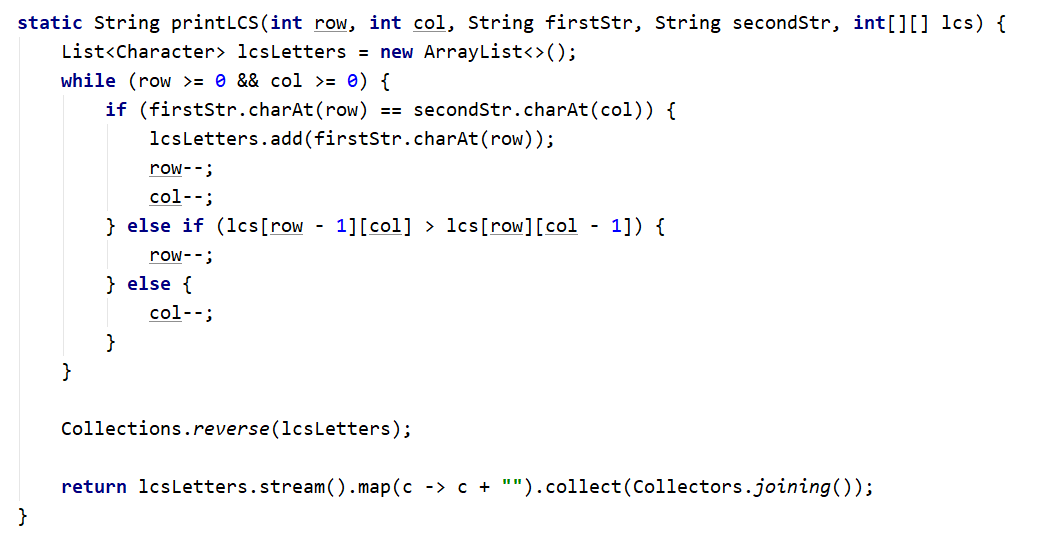 static String printLCS(int row, int col, String firstStr, String secondStr, int[][] lcs) {
    List<Character> lcsLetters = new ArrayList<>();
    while (row >= 0 && col >= 0) {
        if (firstStr.charAt(row) == secondStr.charAt(col)) {
            lcsLetters.add(firstStr.charAt(row));
            row--;
            col--;
        } else if (lcs[row - 1][col] > lcs[row][col - 1]) {
            row--;
        } else {
            col--;
        }
    }

    Collections.reverse(lcsLetters);

    return lcsLetters.stream().map(c -> c + "").collect(Collectors.joining());
}